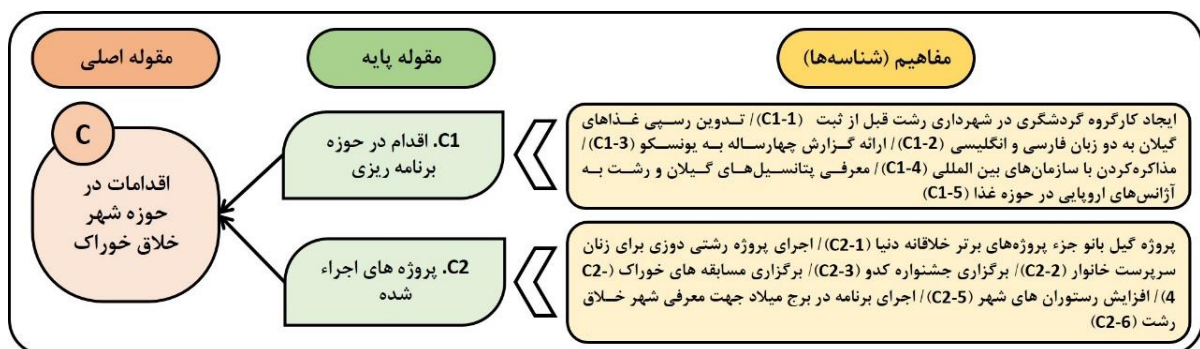 مفاهیم (شناسه‌ها)
مقوله پایه
مقوله اصلی
ایجاد کارگروه گردشگری در شهرداری رشت قبل از ثبت (C1-1)/ تدوین رسپی غذاهای
گیلان به دو زبان فارسی و انگلیسی (C1-2)/ ارائه گزارش چهارساله به یونسکو (C1-3)/
مذاکره‌کردن با سازمان‌های بین المللی (C1-4)/ معرفی پتانسیل‌های گیلان و رشت به
آژانس‌های اروپایی در حوزه غذا (C1-5)
C1. اقدام در حوزه
برنامه ریزی
C
اقدامات در
حوزه شهر
خلاق خوراک
پروژه گیل بانو جزء پروژه‌های برتر خلاقانه دنیا (C2-1)/ اجرای پروژه رشتی دوزی برای زنان
سرپرست خانوار (C2-2)/ برگزاری جشنواره کدو (C2-3)/ برگزاری مسابقه های خوراک (C2-
4)/ افزایش رستوران های شهر (C2-5)/ اجرای برنامه در برج میلاد جهت معرفی شهر خلاق
رشت (C2-6)
C2. پروژه های اجراء
شده